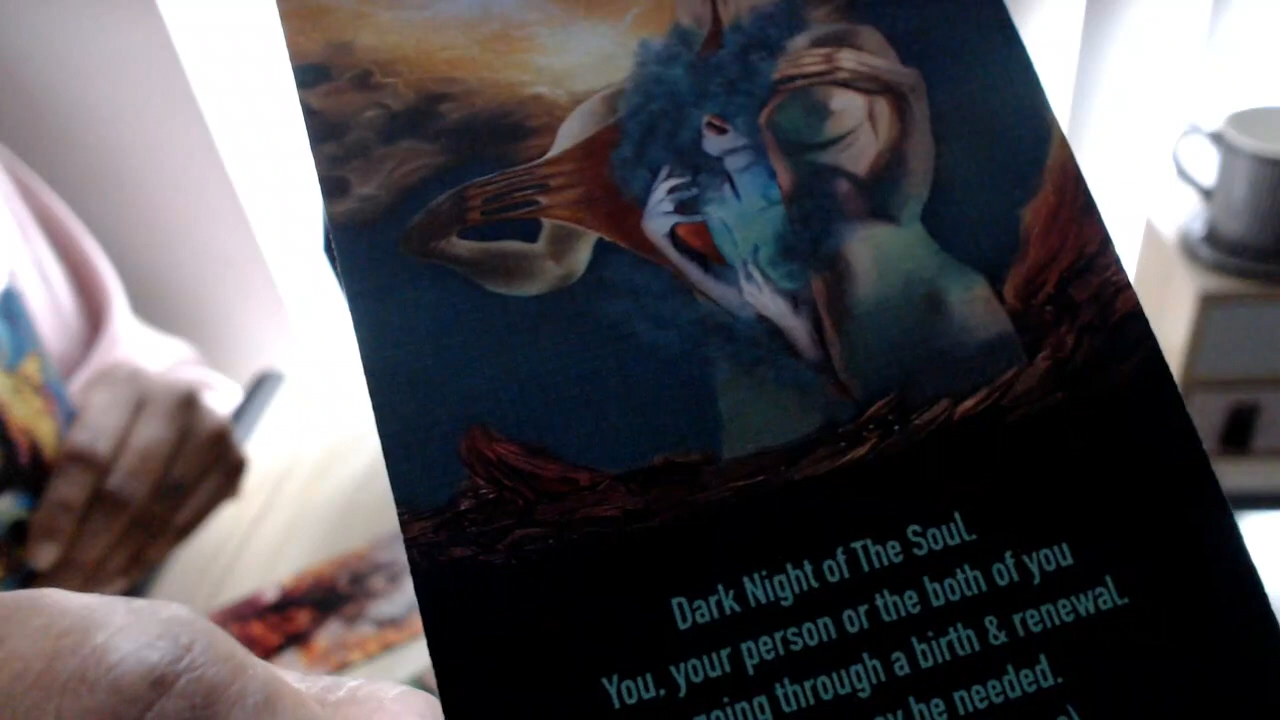 Dark Night of The Soul.
You, your person or the both of you
going through a birth & renewal.
be needed.